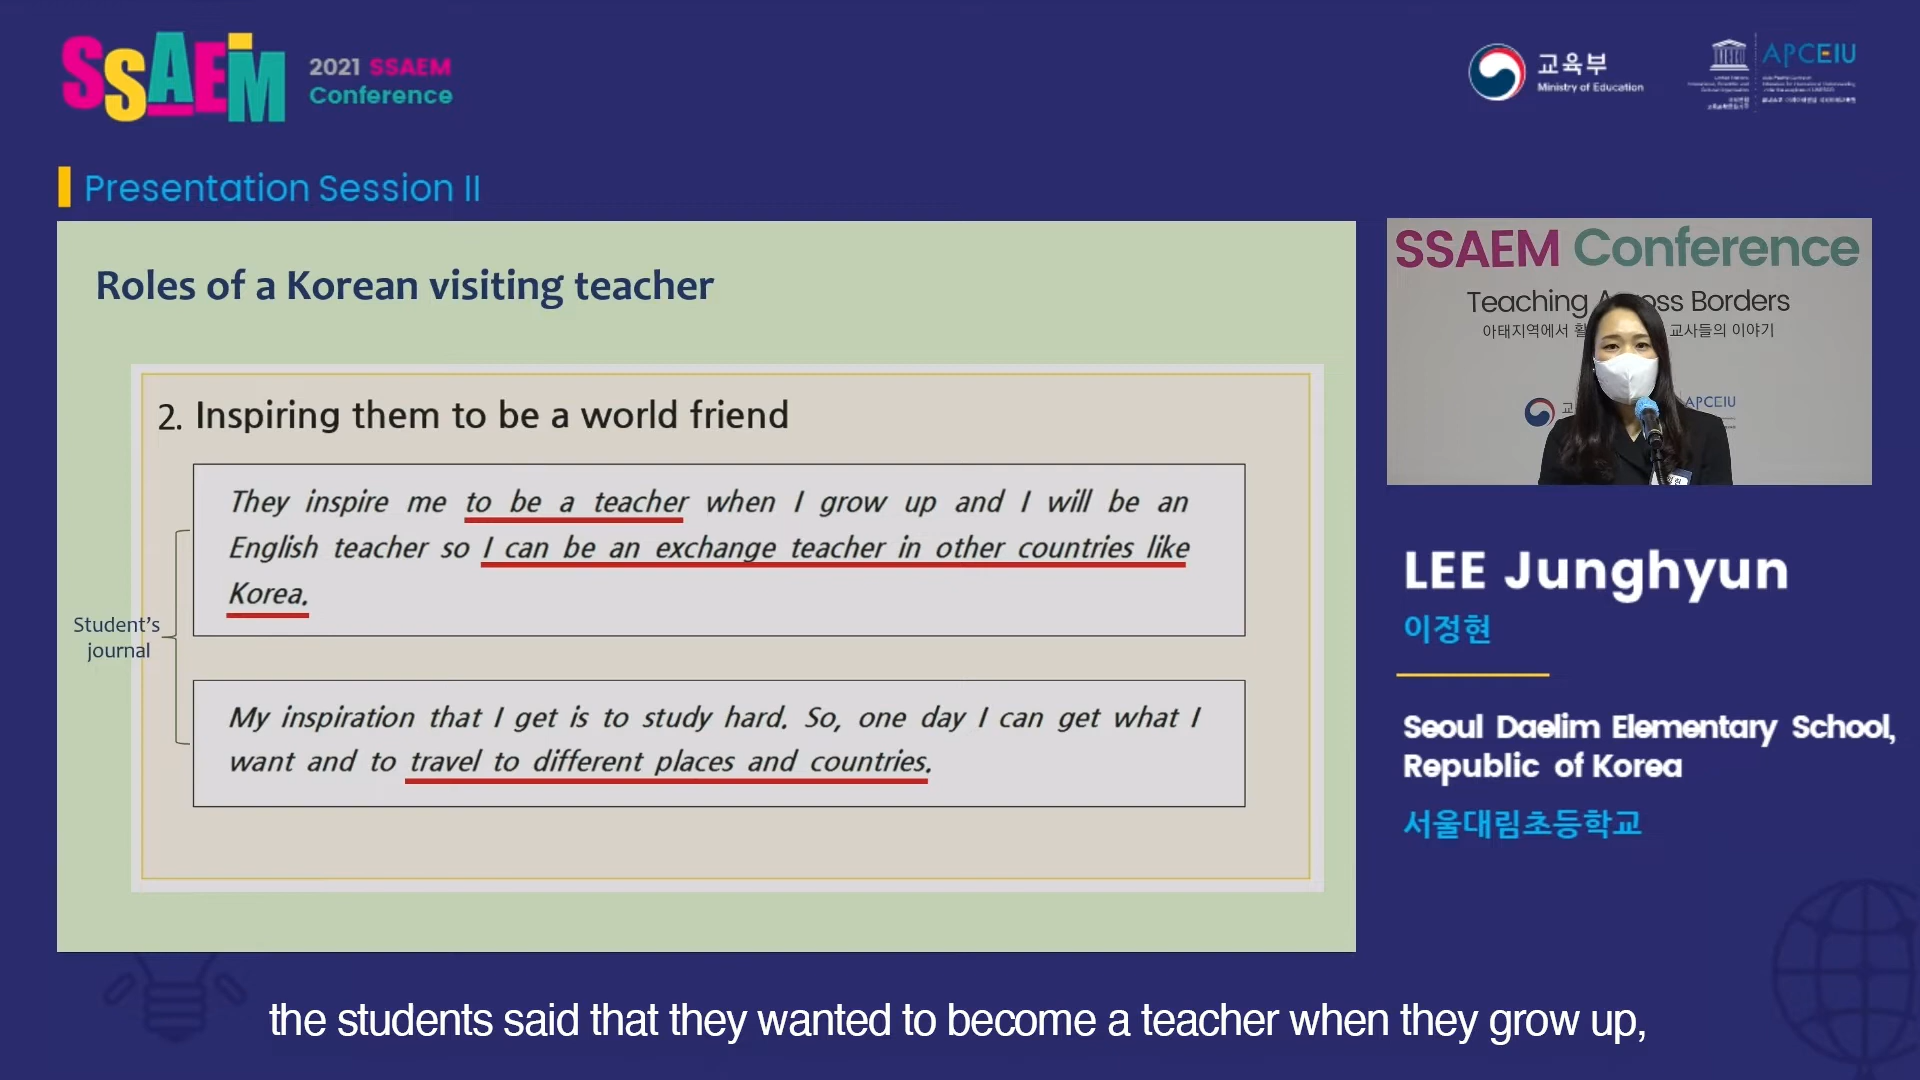 SSAEM
2021 SSAEM
Conference
교육부
Ministry of Education
APCEIU
Presentation Session II
Roles of a Korean visiting teacher
2. Inspiring them to be a world friend
They inspire me to be a teacher when I grow up and I will be an
English teacher so I can be an exchange teacher in other countries like
Korea.
Student's
journal
My inspiration that I get is to study hard. So, one day I can get what I
want and to travel to different places and countries.
SSAEM Conference
Teaching Across Borders
아태지역에서 교사들의 이야기
APCEIU
LEE Junghyun
이정현
Seoul Daelim Elementary School,
Republic of Korea
서울대림초등학교
the students said that they wanted to become a teacher when they grow up,